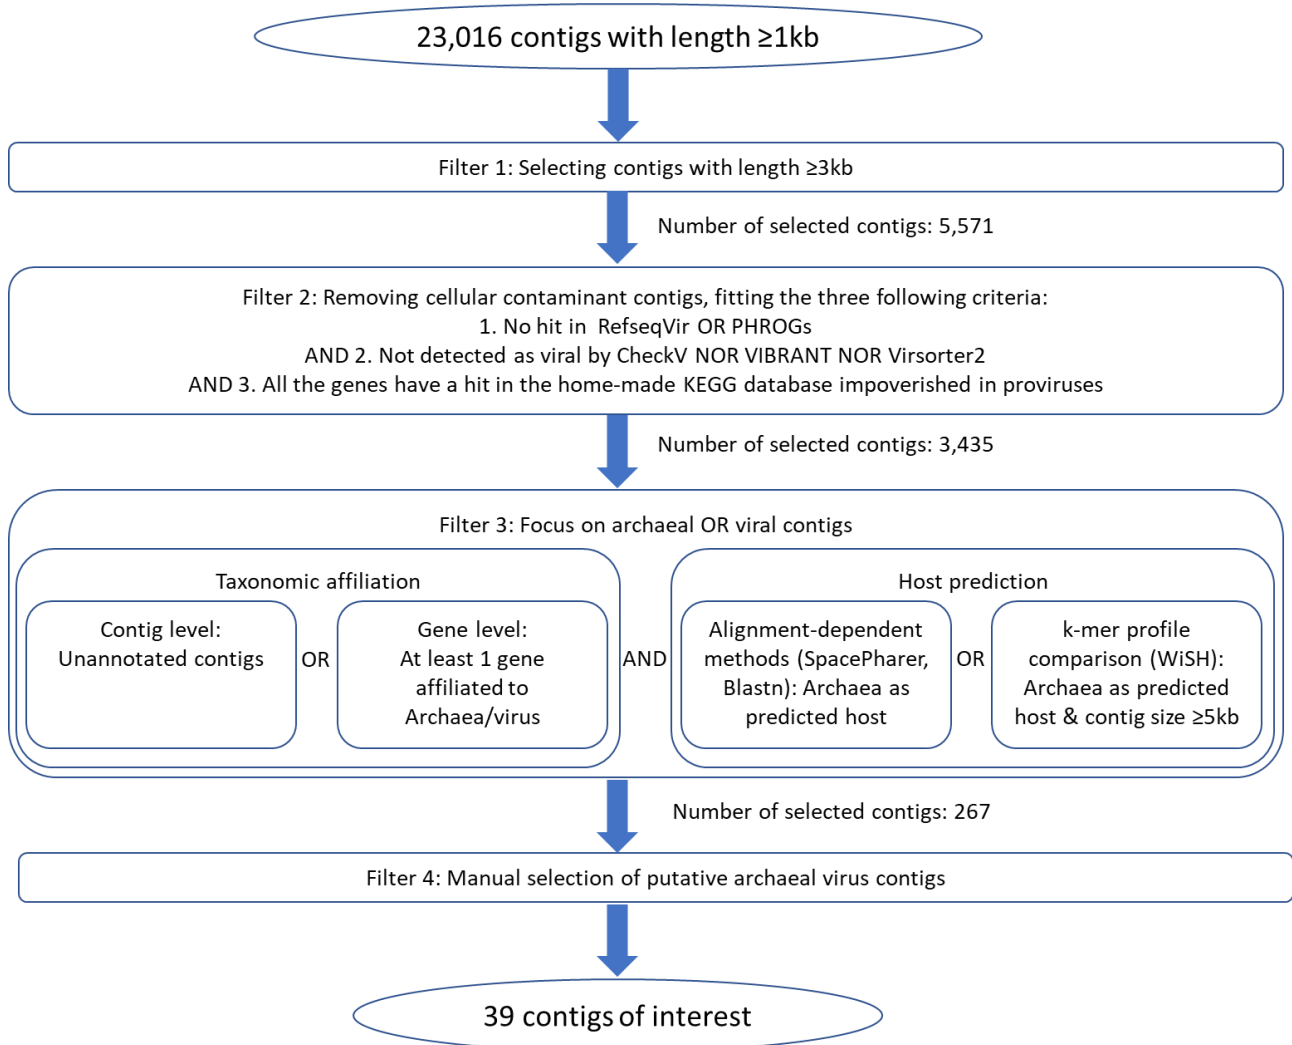 23,016 contigs with length ≥1kb
Filter 1: Selecting contigs with length ≥3kb
Number of selected contigs: 5,571
Filter 2: Removing cellular contaminant contigs, fitting the three following criteria:
1. No hit in RefseqVir OR PHROGs
AND 2. Not detected as viral by CheckV NOR VIBRANT NOR Virsorter2
AND 3. All the genes have a hit in the home-made KEGG database impoverished in proviruses
Number of selected contigs: 3,435
Filter 3: Focus on archaeal OR viral contigs
Taxonomic affiliation
Contig level:
Unannotated contigs
OR
Gene level:
At least 1 gene
affiliated to
Archaea/virus
AND
Host prediction
Alignment-dependent
methods (SpacePharer,
Blastn): Archaea as
predicted host
OR
k-mer profile
comparison (WiSH):
Archaea as predicted
host & contig size ≥5kb
Number of selected contigs: 267
Filter 4: Manual selection of putative archaeal virus contigs
39 contigs of interest